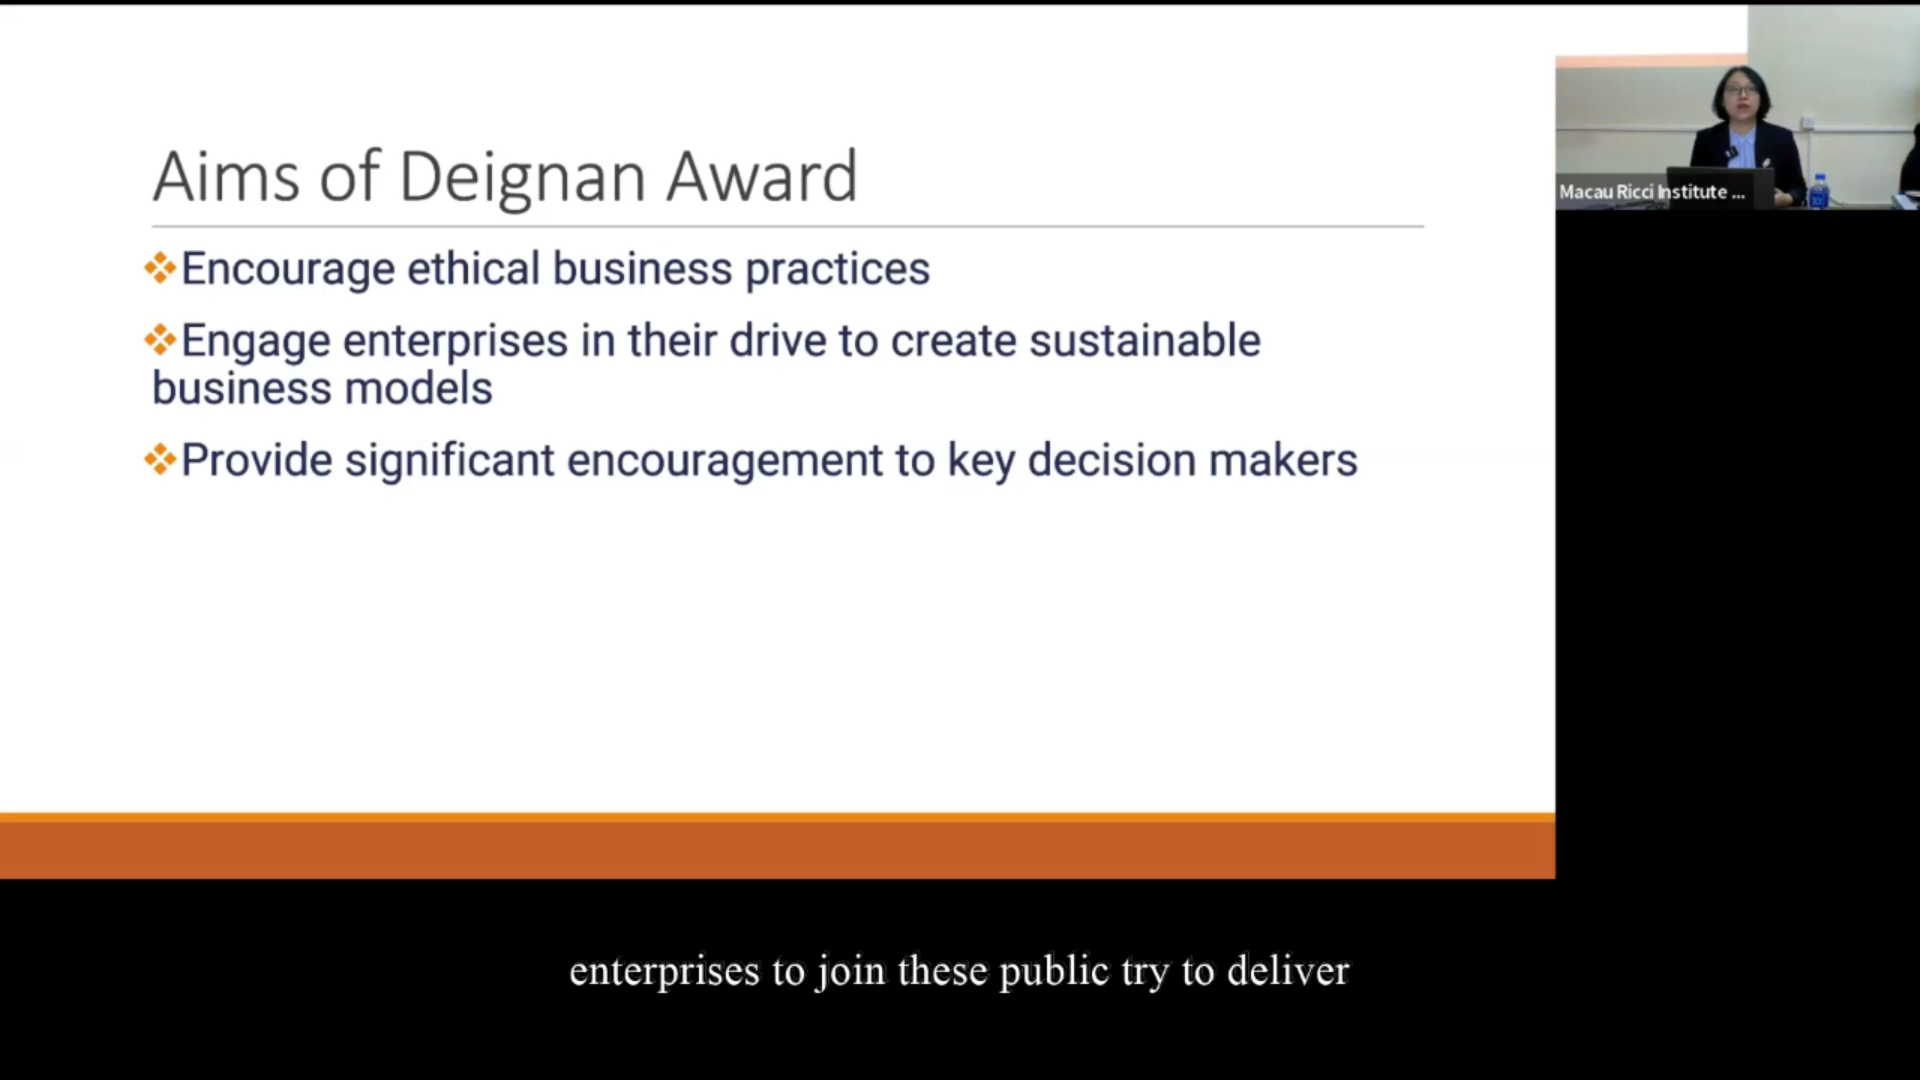 Aims of Deignan Award
Encourage ethical business practices
Engage enterprises in their drive to create sustainable
business models
Provide significant encouragement to key decision makers
Macau Ricci Institute ...
enterprises to join these public try to deliver